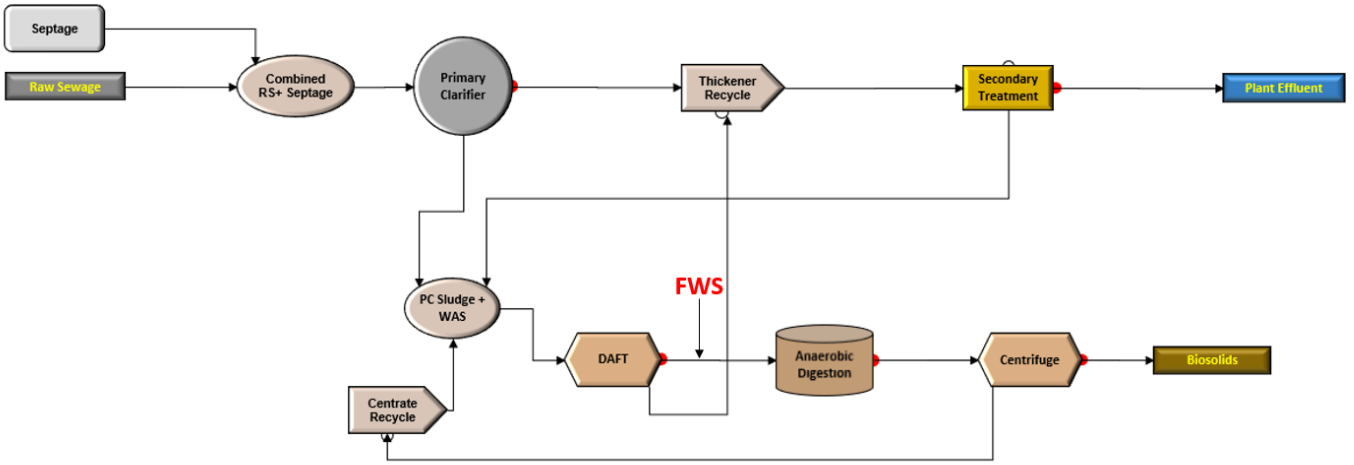 Septage
Raw Sewage
Combined
RS+ Septage
Primary
Clarifier
Thickener
Recycle
Secondary
Treatment
Plant Effluent
PC Sludge +
WAS
FWS
DAFT
Anaerobic
Digestion
Centrifuge
Biosolids
Centrate
Recycle